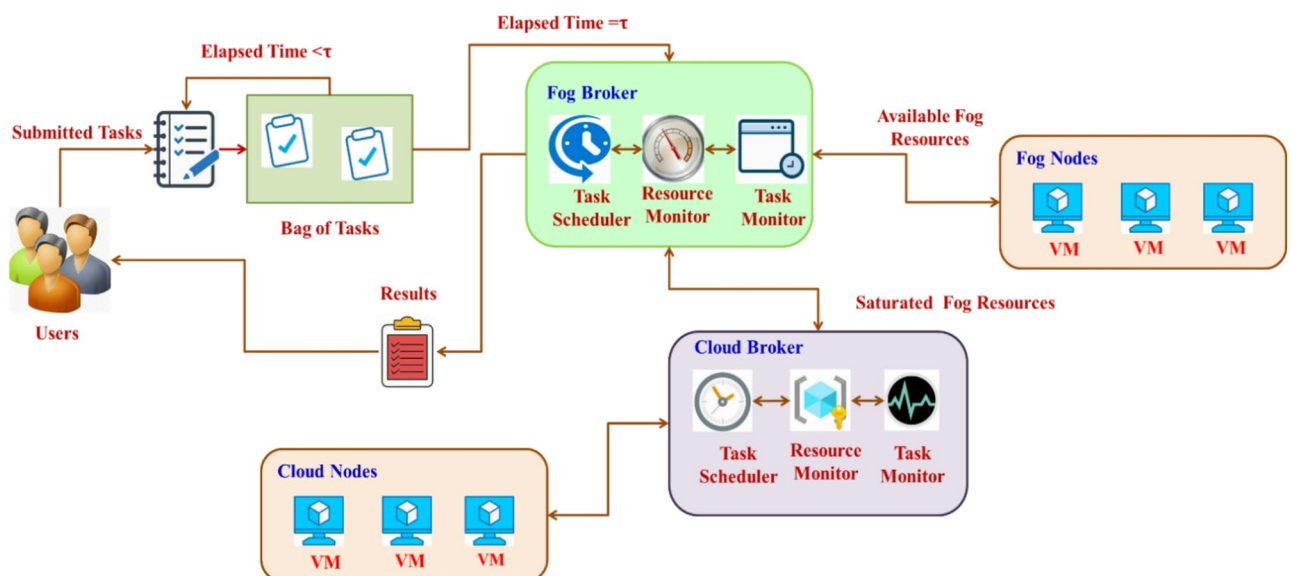 Elapsed Time =τ
Elapsed Time <τ
Submitted Tasks
Bag of Tasks
Users
Results
Fog Broker
Task
Scheduler
Resource
Monitor
Task
Monitor
Available Fog
Resources
Fog Nodes
VM
VM
VM
Saturated Fog Resources
Cloud Broker
Task
Scheduler
Resource
Monitor
Task
Monitor
Cloud Nodes
VM
VM
VM